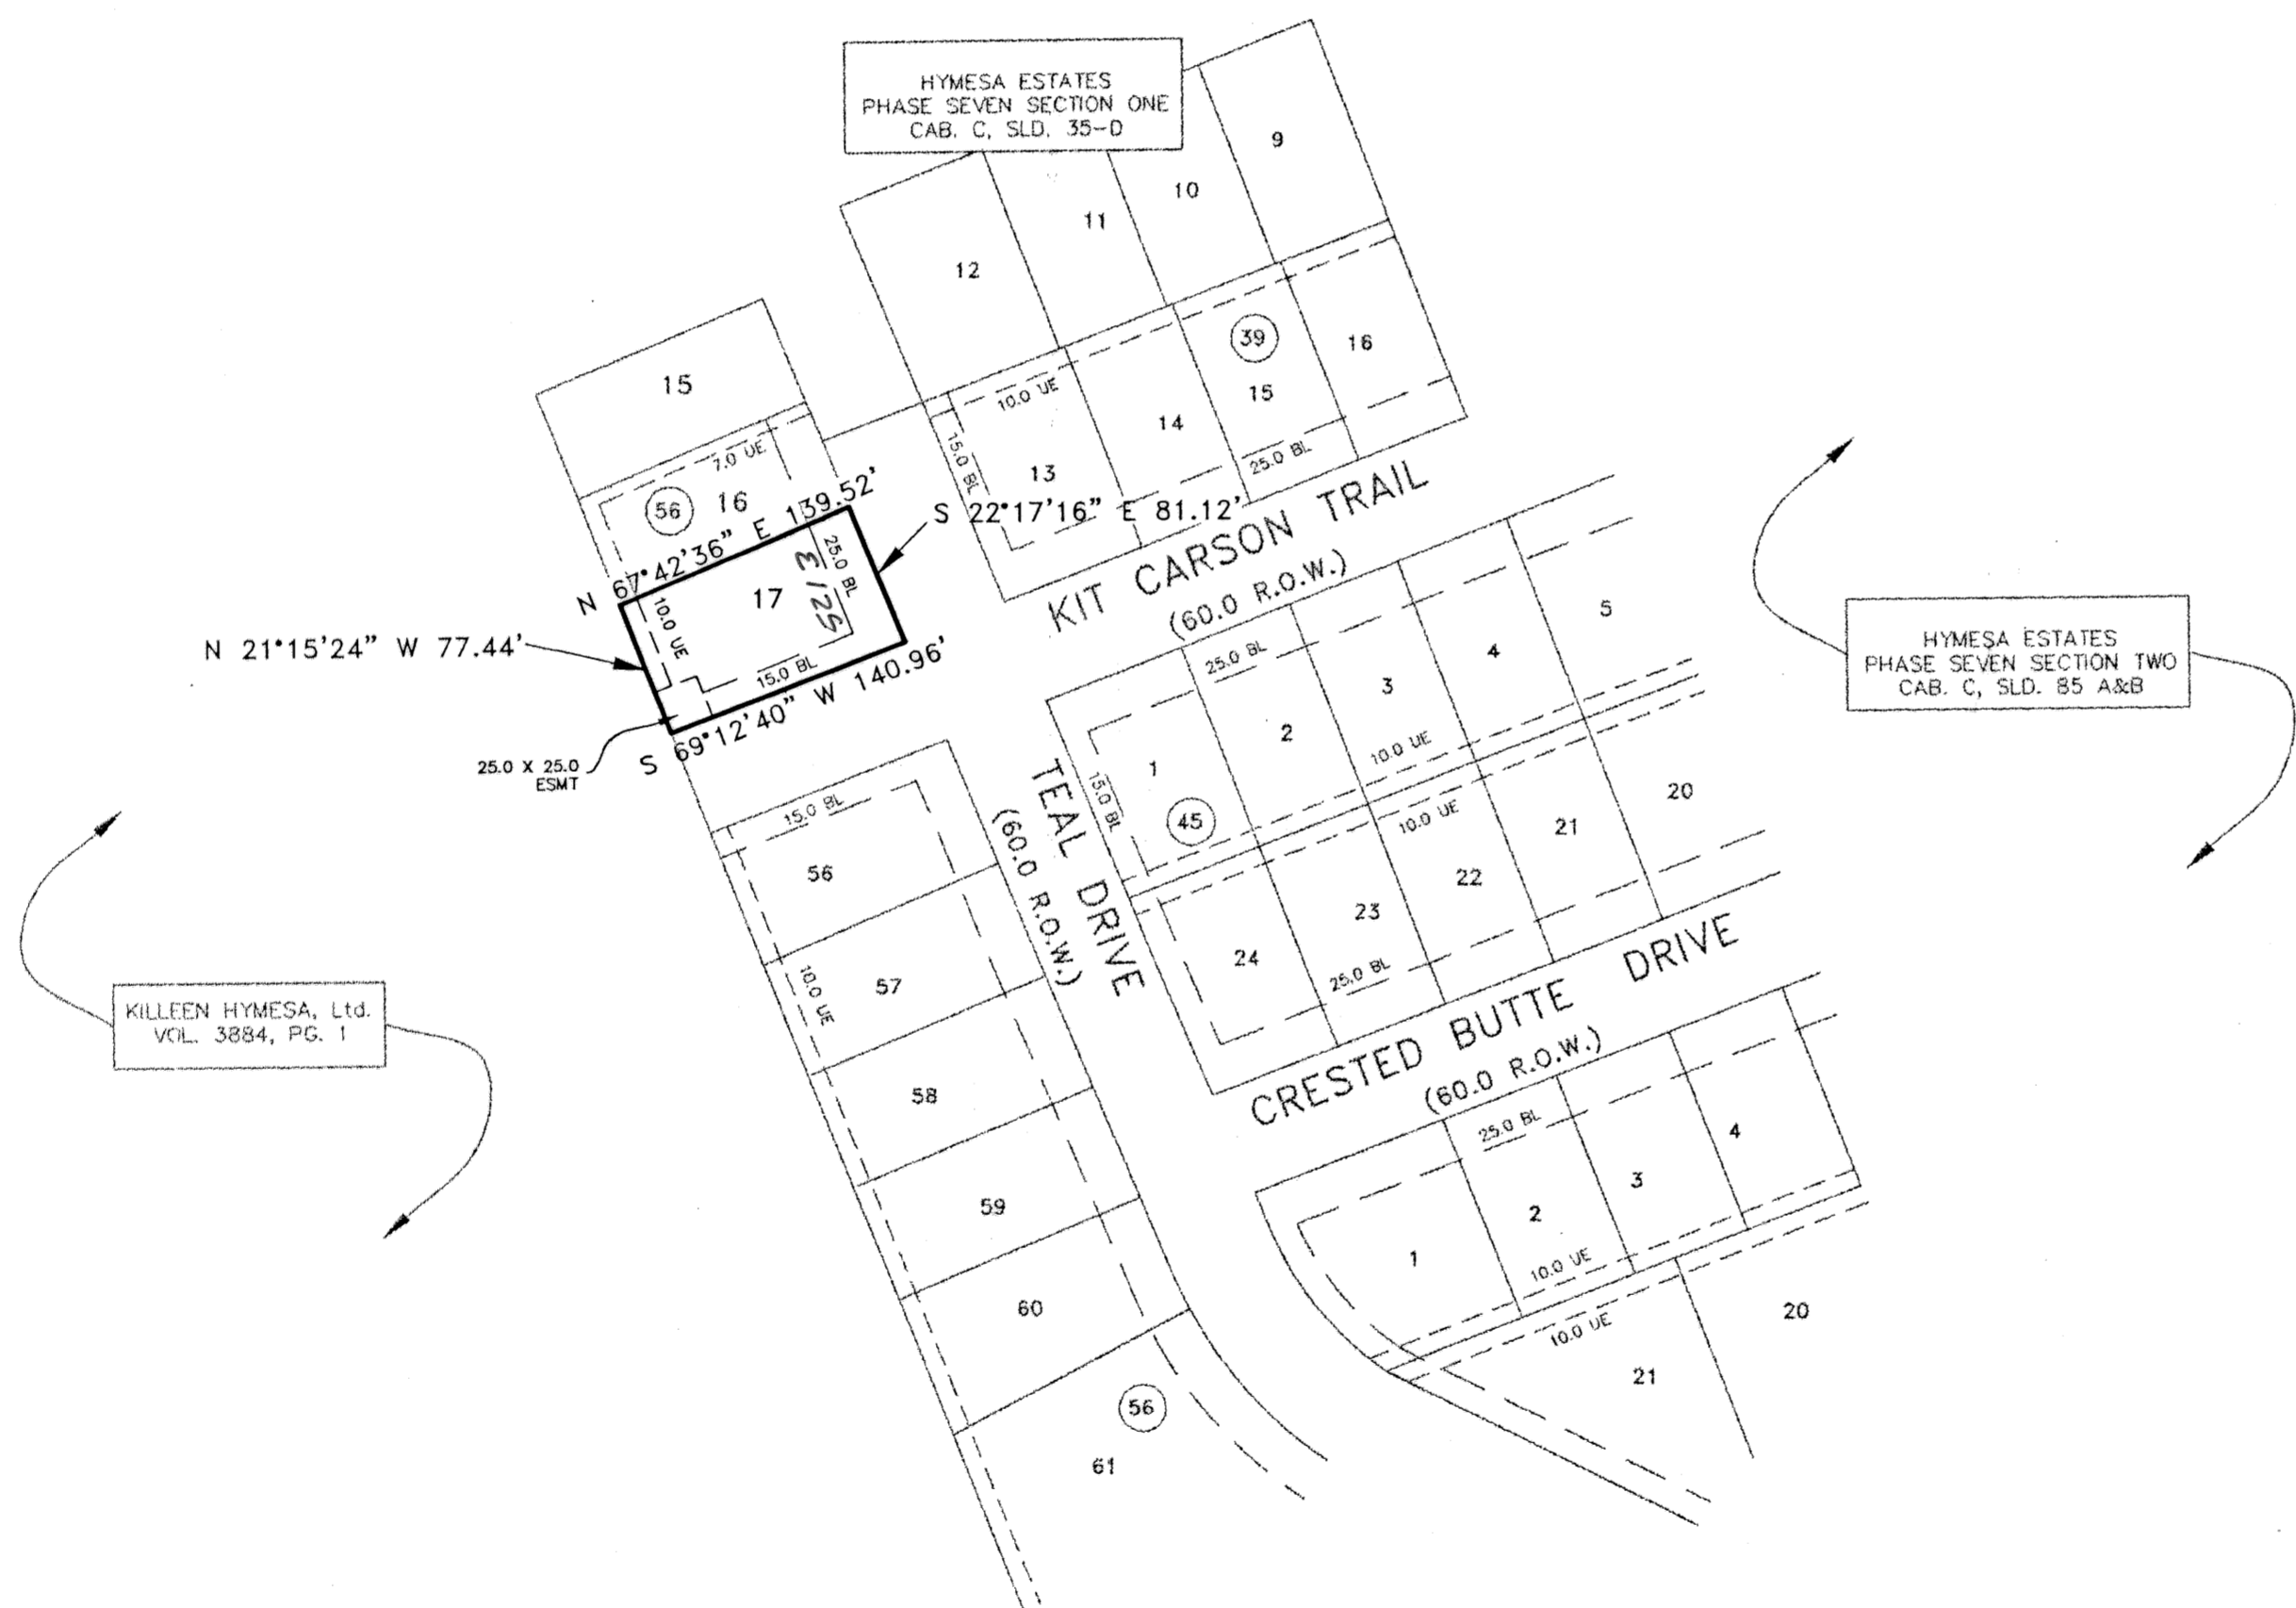 HYMESA ESTATES
PHASE SEVEN SECTION ONE
CAB. C, SLD. 35-D
9
10
11
12
39
16
15
14
13
10.0 UE
15.0 BL
25.0 BL
15
7.0 UE
16
56
N 67°42'36" E 139.52'
S 22°17'16" E 81.12'
17
25.0 BL
5213
10.0 UE
15.0 BL
N 21°15'24" W 77.44'
S 69°12'40" W 140.96'
25.0 X 25.0
ESMT
KIT CARSON TRAIL
(60.0 R.O.W.)
HYMESA ESTATES
PHASE SEVEN SECTION TWO
CAB. C, SLD. 85 A&B
25.0 BL
1
2
3
4
5
15.0 BL
45
10.0 UE
10.0 UE
20
21
22
23
24
25.0 BL
TEAL DRIVE
(60.0 R.O.W.)
CRESTED BUTTE DRIVE
(60.0 R.O.W.)
15.0 BL
56
57
10.0 UE
58
59
60
56
61
KILLEEN HYMESA, Ltd.
VOL. 3884, PG. 1
25.0 BL
1
2
3
4
10.0 UE
10.0 UE
20
21